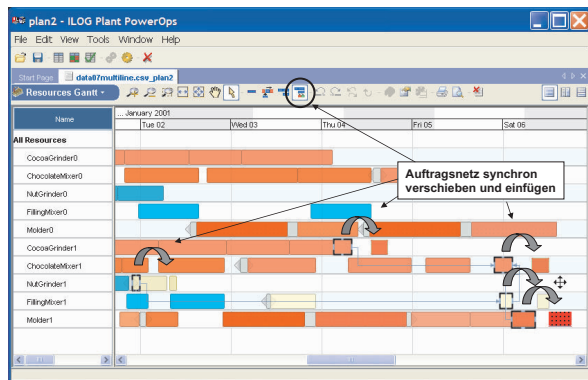 plan2 - ILOG Plant PowerOps
File Edit View Tools Window Help
Start Page data07multiline.csv_plan2
Resources Gantt
Name
... January 2001
Tue 02 Wed 03 Thu 04 Fri 05 Sat 06
All Resources
CocoaGrinder0
ChocolateMixer0
NutGrinder0
FillingMixer0
Molder0
CocoaGrinder1
ChocolateMixer1
NutGrinder1
FillingMixer1
Molder1
Auftragsnetz synchron
verschieben und einfügen